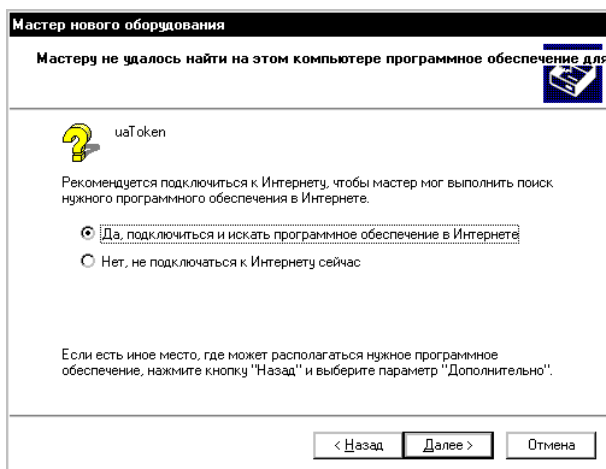 Мастер нового оборудования
Мастеру не удалось найти на этом компьютере программное обеспечение для
uaToken
Рекомендуется подключиться к Интернету, чтобы мастер мог выполнить поиск
нужного программного обеспечения в Интернете.
Да, подключиться и искать программное обеспечение в Интернете
Нет, не подключаться к Интернету сейчас
Если есть иное место, где может располагаться нужное программное
обеспечение, нажмите кнопку "Назад" и выберите параметр "Дополнительно".
< Назад Далее > Отмена